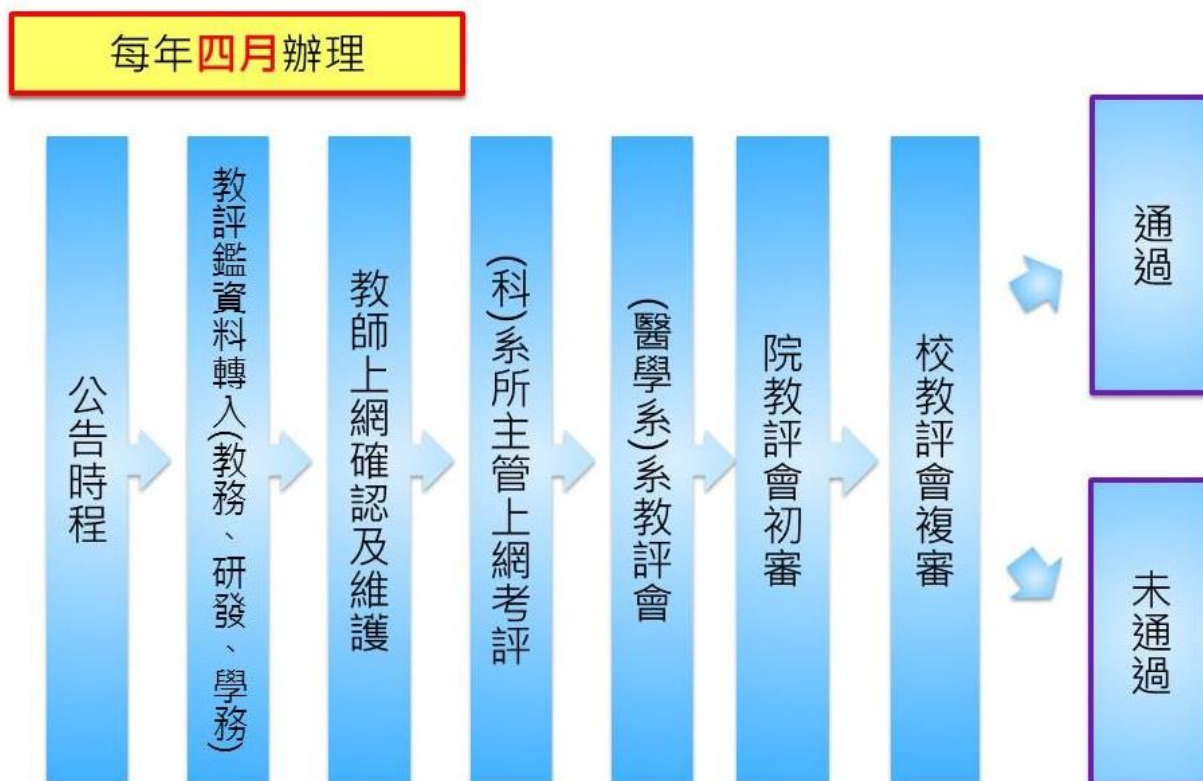 每年四月辦理
公告時程
教評鑑資料轉入(教務、研發、學務)
教師上網確認及維護
(科)系所主管上網考評
(醫學系)系教評會
院教評會初審
校教評會複審
通過
未通過